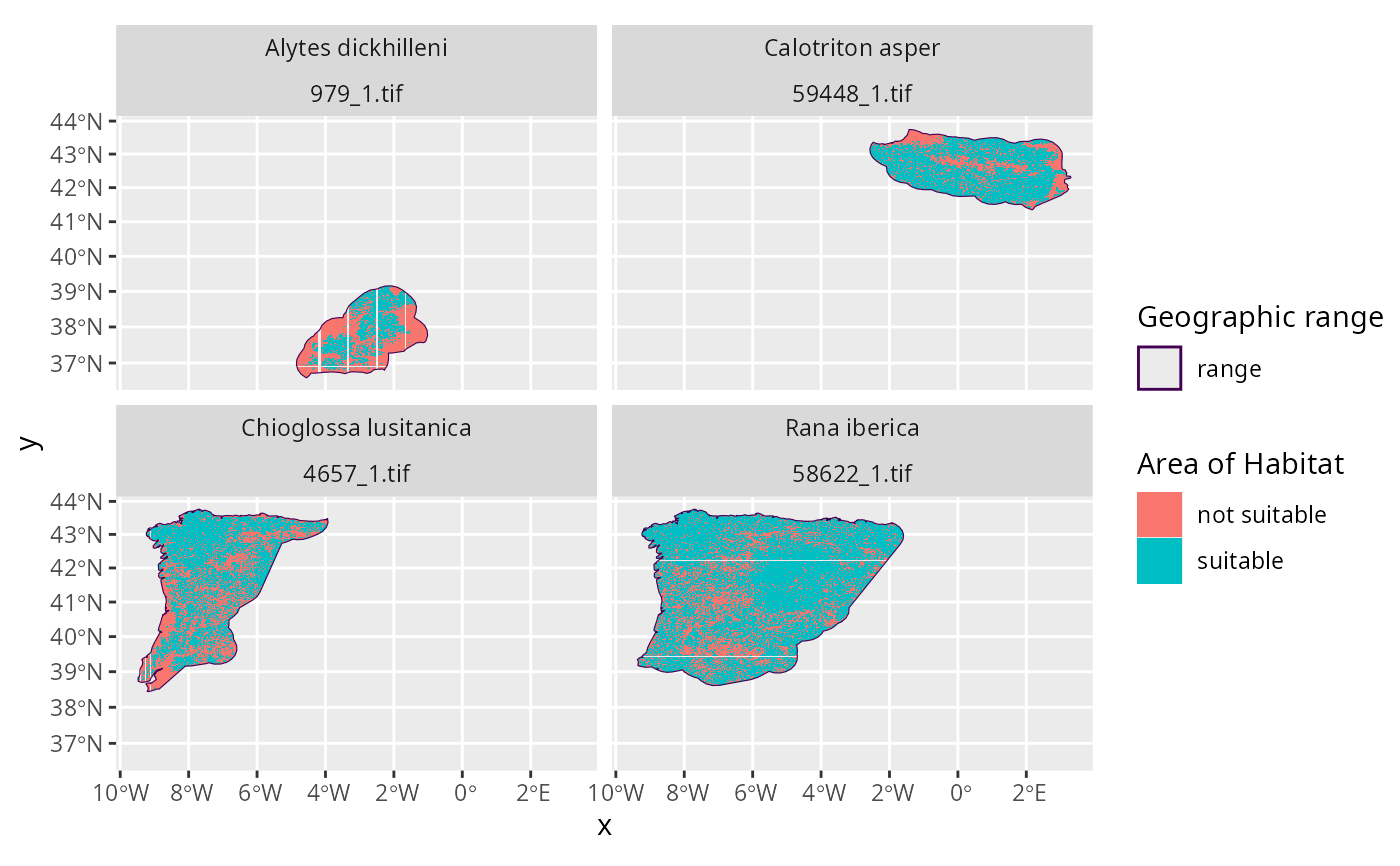 Alytes dickhilleni
979_1.tif
Calotriton asper
59448_1.tif
44°N
43°N
42°N
41°N
40°N
39°N
38°N
37°N
Chioglossa lusitanica
4657_1.tif
Rana iberica
58622_1.tif
44°N
43°N
42°N
41°N
40°N
39°N
38°N
37°N
10°W 8°W 6°W 4°W 2°W 0° 2°E
10°W 8°W 6°W 4°W 2°W 0° 2°E
x
y
Geographic range
range
Area of Habitat
not suitable
suitable